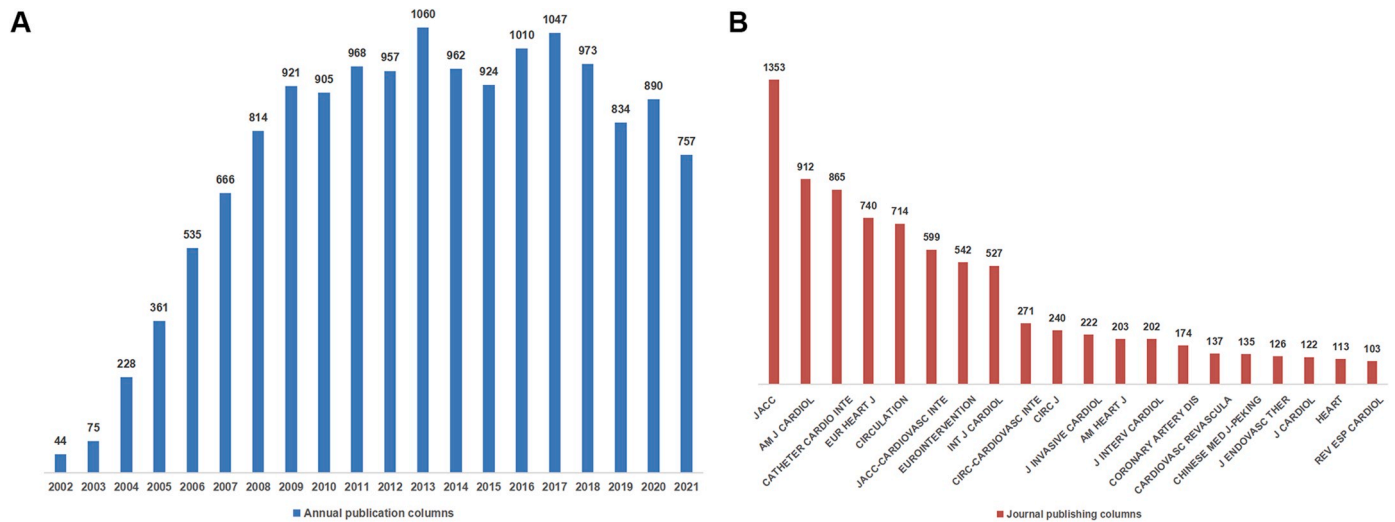 A
44
75
228
361
535
666
814
921
905
968
957
1060
962
924
1010
1047
973
834
890
757
2002 2003 2004 2005 2006 2007 2008 2009 2010 2011 2012 2013 2014 2015 2016 2017 2018 2019 2020 2021
Annual publication columns
B
1353
912
865
740
714
599
542
527
271
240
222
203
202
174
137
135
126
122
113
103
JACC
AM J CARDIOL
CATHETER CARDIO INTE
EUR HEART J
CIRCULATION
JACC-CARDIOVASC INTE
EUROINTERVENTION
INT J CARDIOL
CIRC-CARDIOVASC INTE
CIRC J
J INVASIVE CARDIOL
AM HEART J
J INTERV CARDIOL
CORONARY ARTERY DIS
CARDIOVASC REVASCULA
CHINESE MED J-PEKING
J ENDOVASC THER
J CARDIOL
HEART
REV ESP CARDIOL
Journal publishing columns